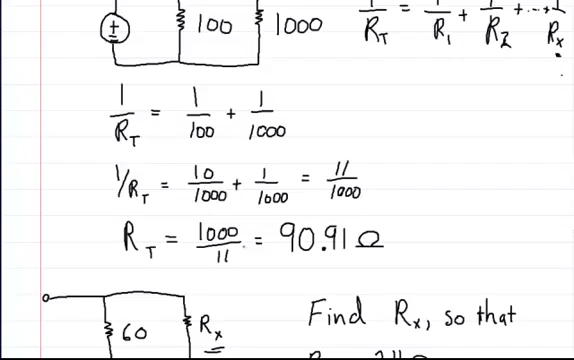 ± 100 1000 1/R_T = 1/R_1 + 1/R_2 + ... 1/R_x
1/R_T = 1/100 + 1/1000
1/R_T = 10/1000 + 1/1000 = 11/1000
R_T = 1000/11 = 90.91 Ω
60 R_x Find R_x, so that